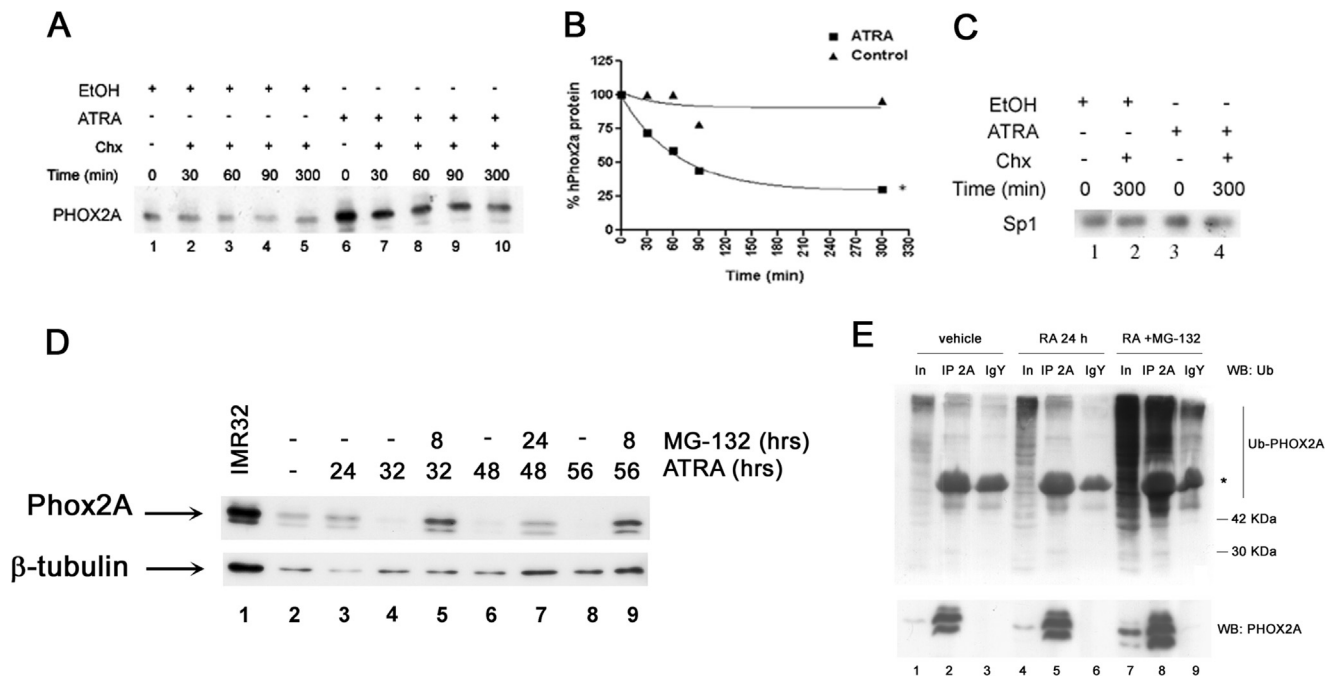 A
EtOH + + + + + - - - - -
ATRA - - - - - + + + + +
Chx - + + + + - + + + +
Time (min) 0 30 60 90 300 0 30 60 90 300
PHOX2A
1 2 3 4 5 6 7 8 9 10
B
ATRA
Control
% hPhox2a protein
125
100
75
50
25
0
*
0 30 60 90 120 150 180 210 240 270 300 330
Time (min)
C
EtOH + + - -
ATRA - - + +
Chx - + - +
Time (min) 0 300 0 300
Sp1
1 2 3 4
D
IMR32 - - - 8 - 24 - 8 MG-132 (hrs)
- 24 32 32 48 48 56 56 ATRA (hrs)
Phox2A
β-tubulin
1 2 3 4 5 6 7 8 9
E
vehicle RA 24 h RA +MG-132
In IP 2A IgY In IP 2A IgY In IP 2A IgY WB: Ub
Ub-PHOX2A
*
42 KDa
30 KDa
WB: PHOX2A
1 2 3 4 5 6 7 8 9